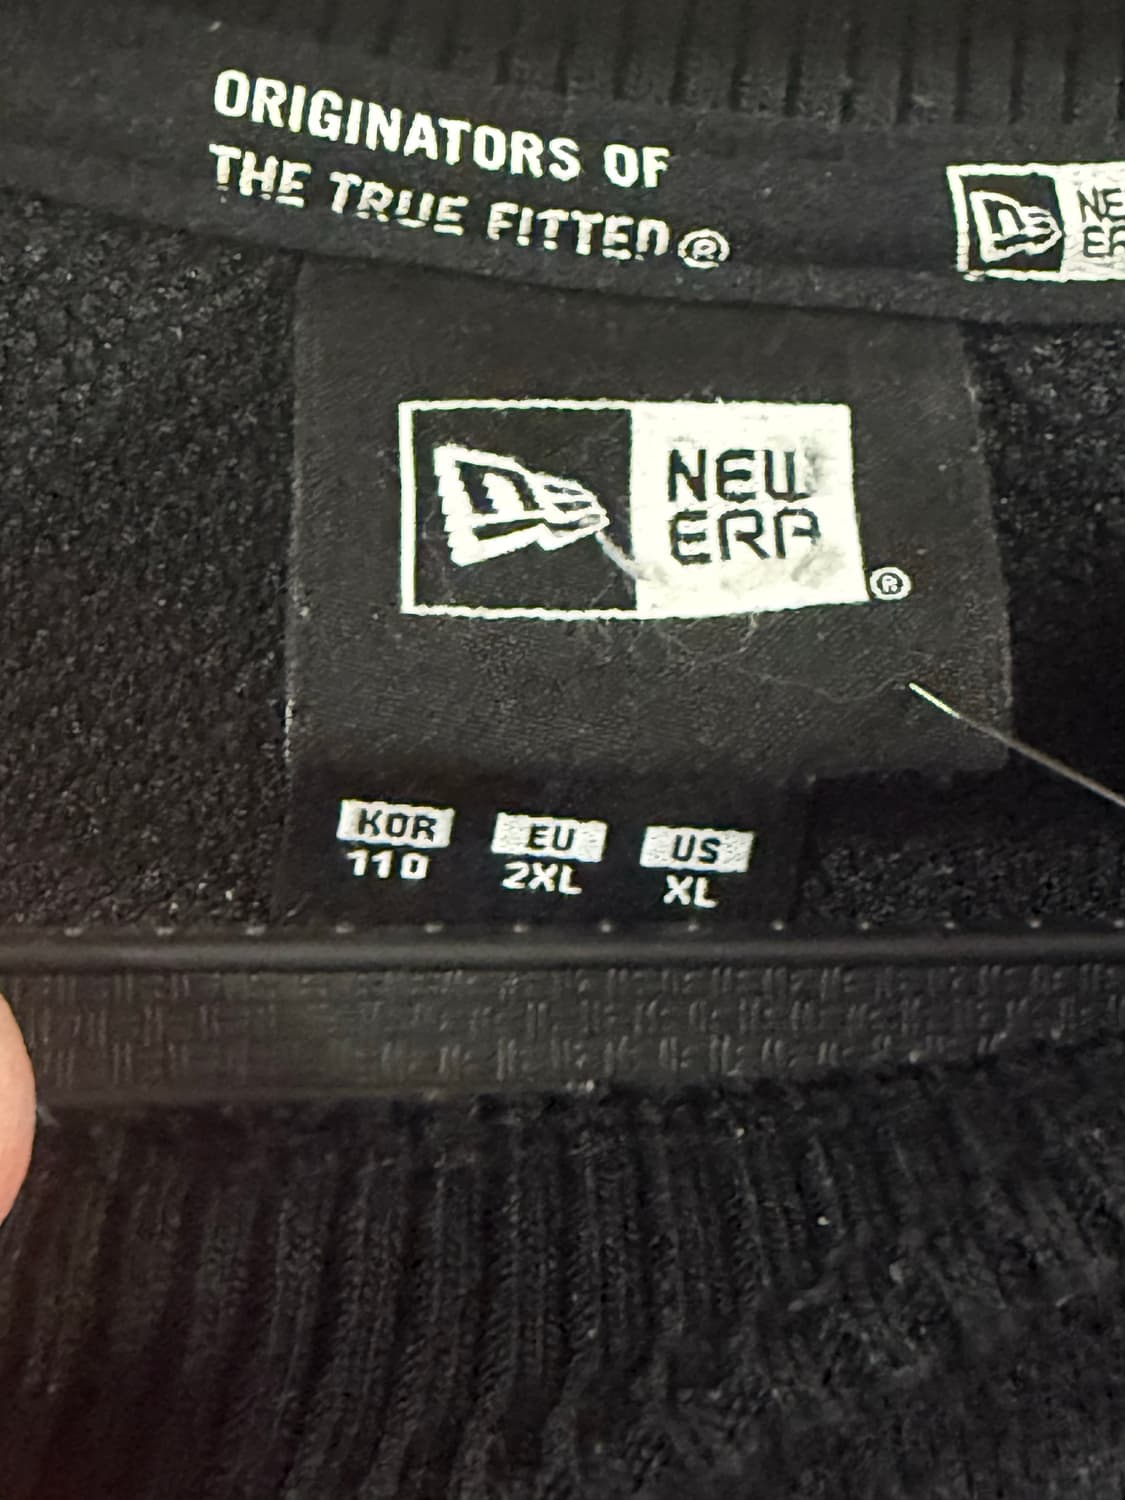 ORIGINATORS OF
THE TRUE FITTED®
NEW
ERA
®
KOR EU US
110 2XL XL